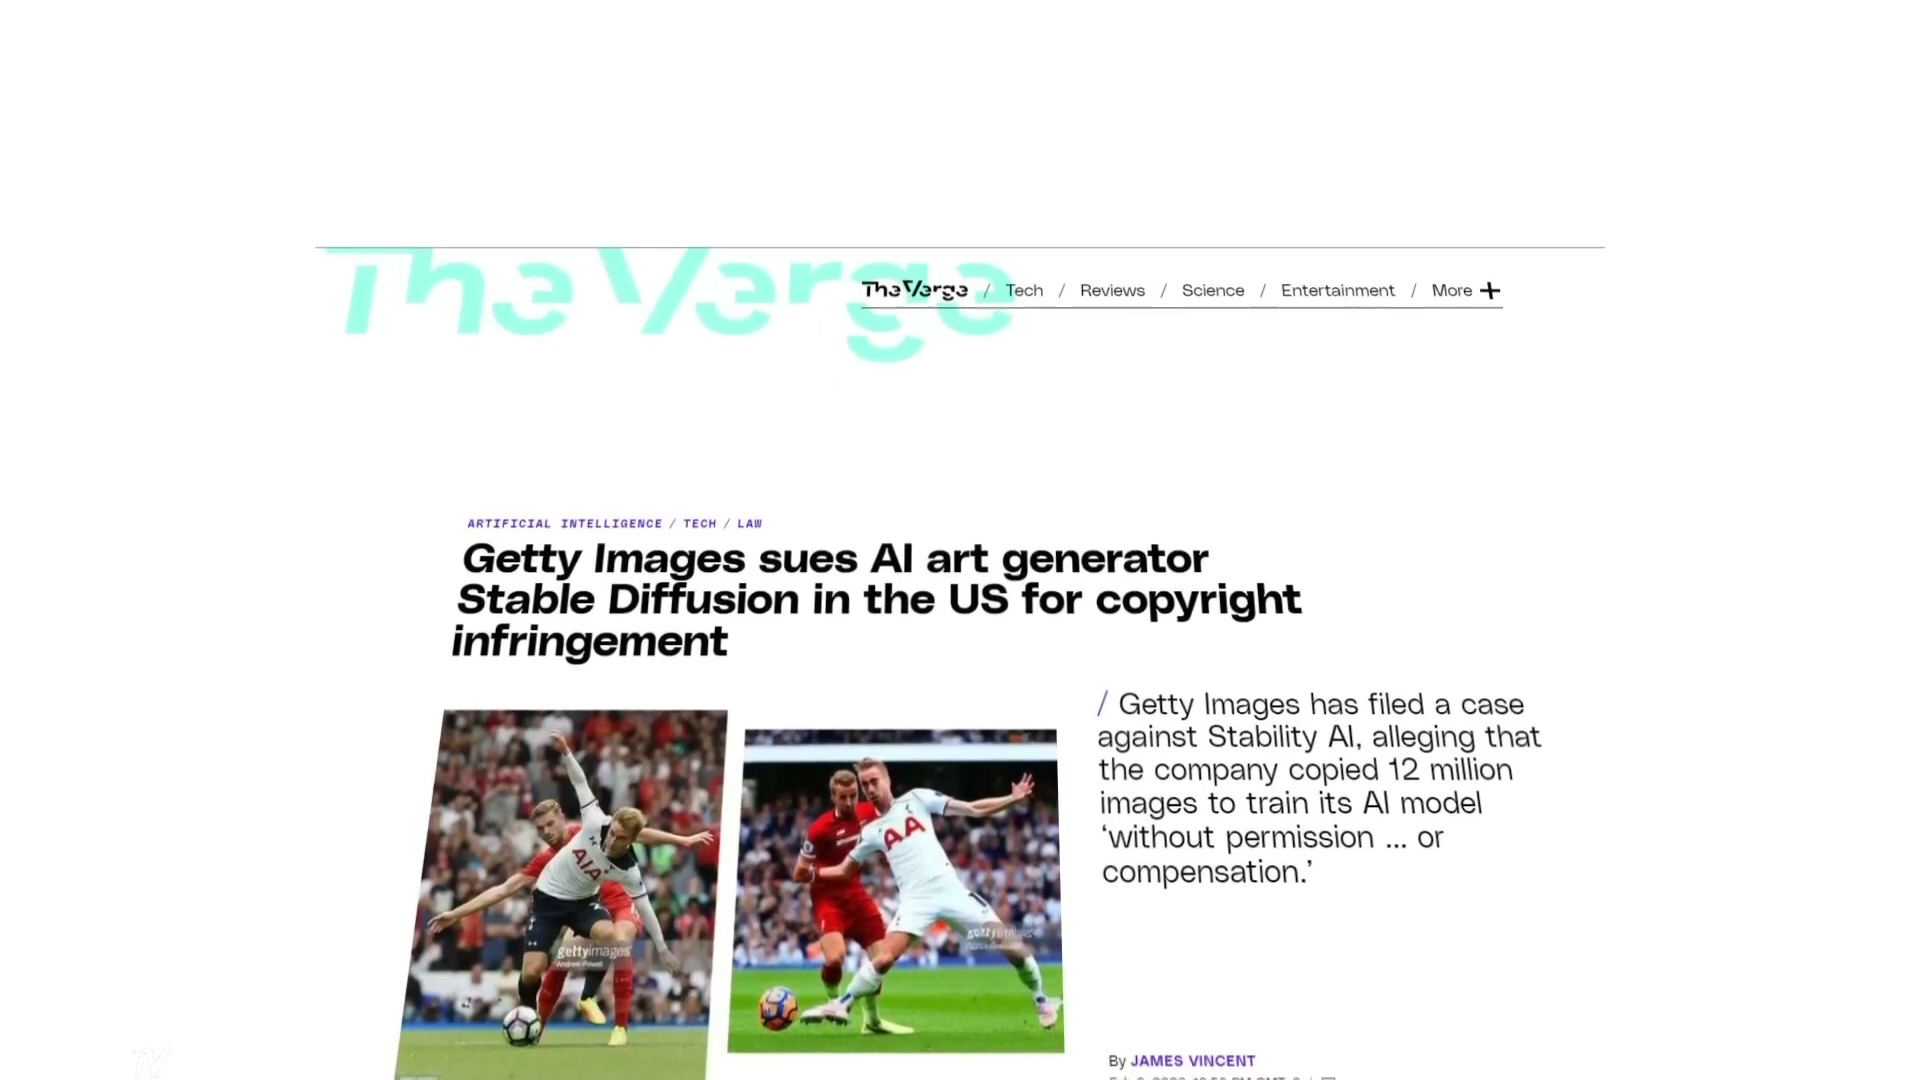 The Verge
The Verge / Tech / Reviews / Science / Entertainment / More +
ARTIFICIAL INTELLIGENCE / TECH / LAW
Getty Images sues AI art generator
Stable Diffusion in the US for copyright
infringement
/ Getty Images has filed a case
against Stability AI, alleging that
the company copied 12 million
images to train its AI model
‘without permission ... or
compensation.’
AIA
gettyimages
Andrew Powell
AA
By JAMES VINCENT
TV